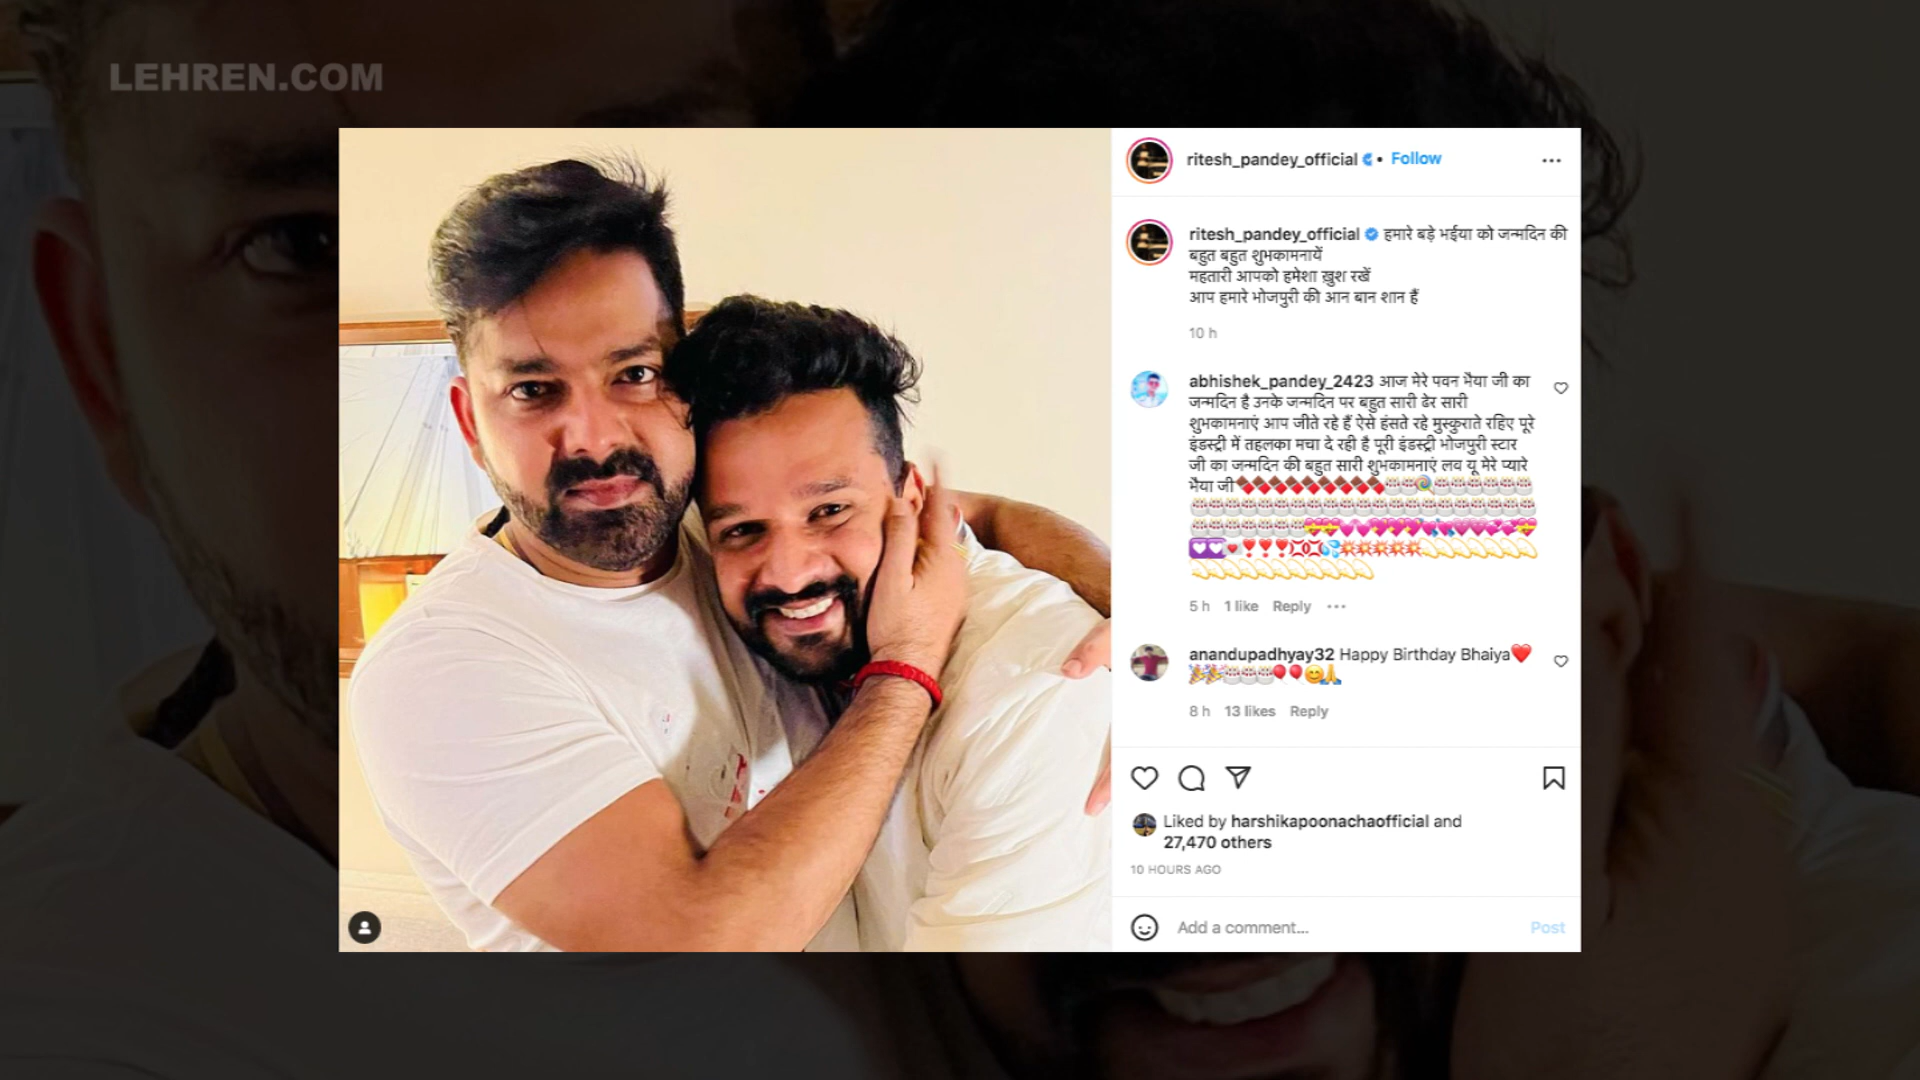 LEHREN.COM
ritesh_pandey_official • Follow
ritesh_pandey_official हमारे बड़े भईया को जन्मदिन की
बहुत बहुत शुभकामनायें
महतारी आपको हमेशा ख़ुश रखें
आप हमारे भोजपुरी की आन बान शान हैं
10 h
abhishek_pandey_2423 आज मेरे पवन भैया जी का
जन्मदिन है उनके जन्मदिन पर बहुत सारी ढेर सारी
शुभकामनाएं आप जीते रहे हैं ऐसे हंसते रहे मुस्कुराते रहिए पूरे
इंडस्ट्री में तहलका मचा दे रही है पूरी इंडस्ट्री भोजपुरी स्टार
जी का जन्मदिन की बहुत सारी शुभकामनाएं लव यू मेरे प्यारे
भैया जी
5 h 1 like Reply
anandupadhyay32 Happy Birthday Bhaiya
8 h 13 likes Reply
Liked by harshikapoonachaofficial and
27,470 others
10 HOURS AGO
Add a comment... Post